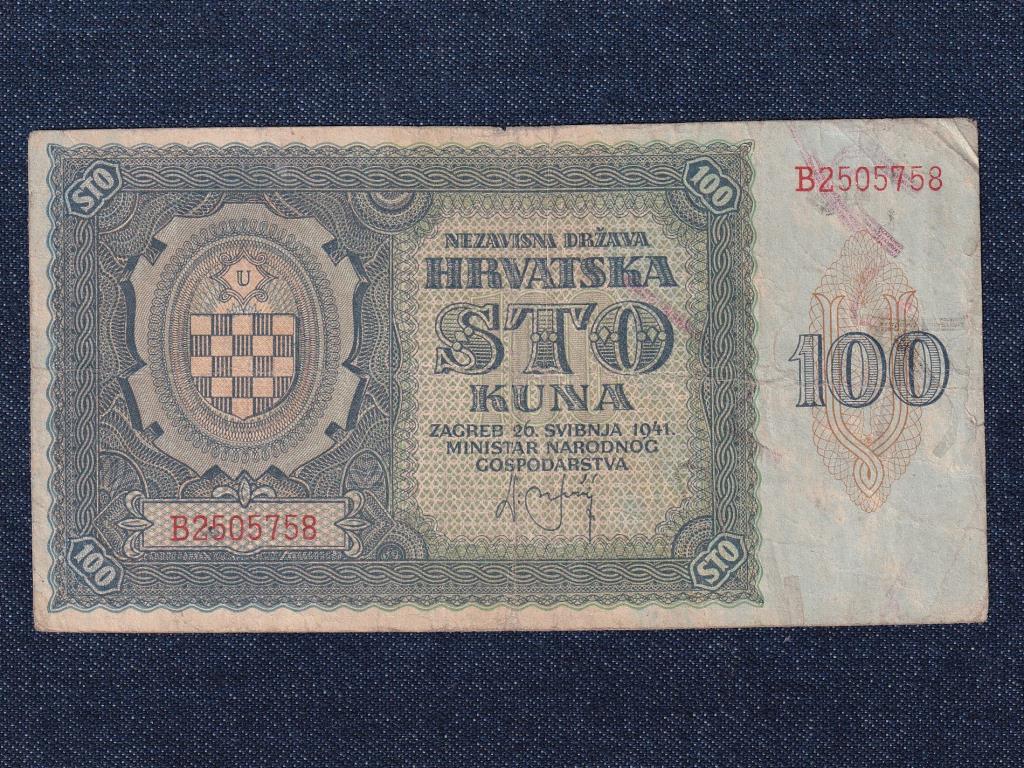 STO
100
B2505758
NEZAVISNA DRŽAVA
HRVATSKA
STO
KUNA
ZAGREB 26. SVIBNJA 1941.
MINISTAR NARODNOG
GOSPODARSTVA
U
100
B2505758
100
STO